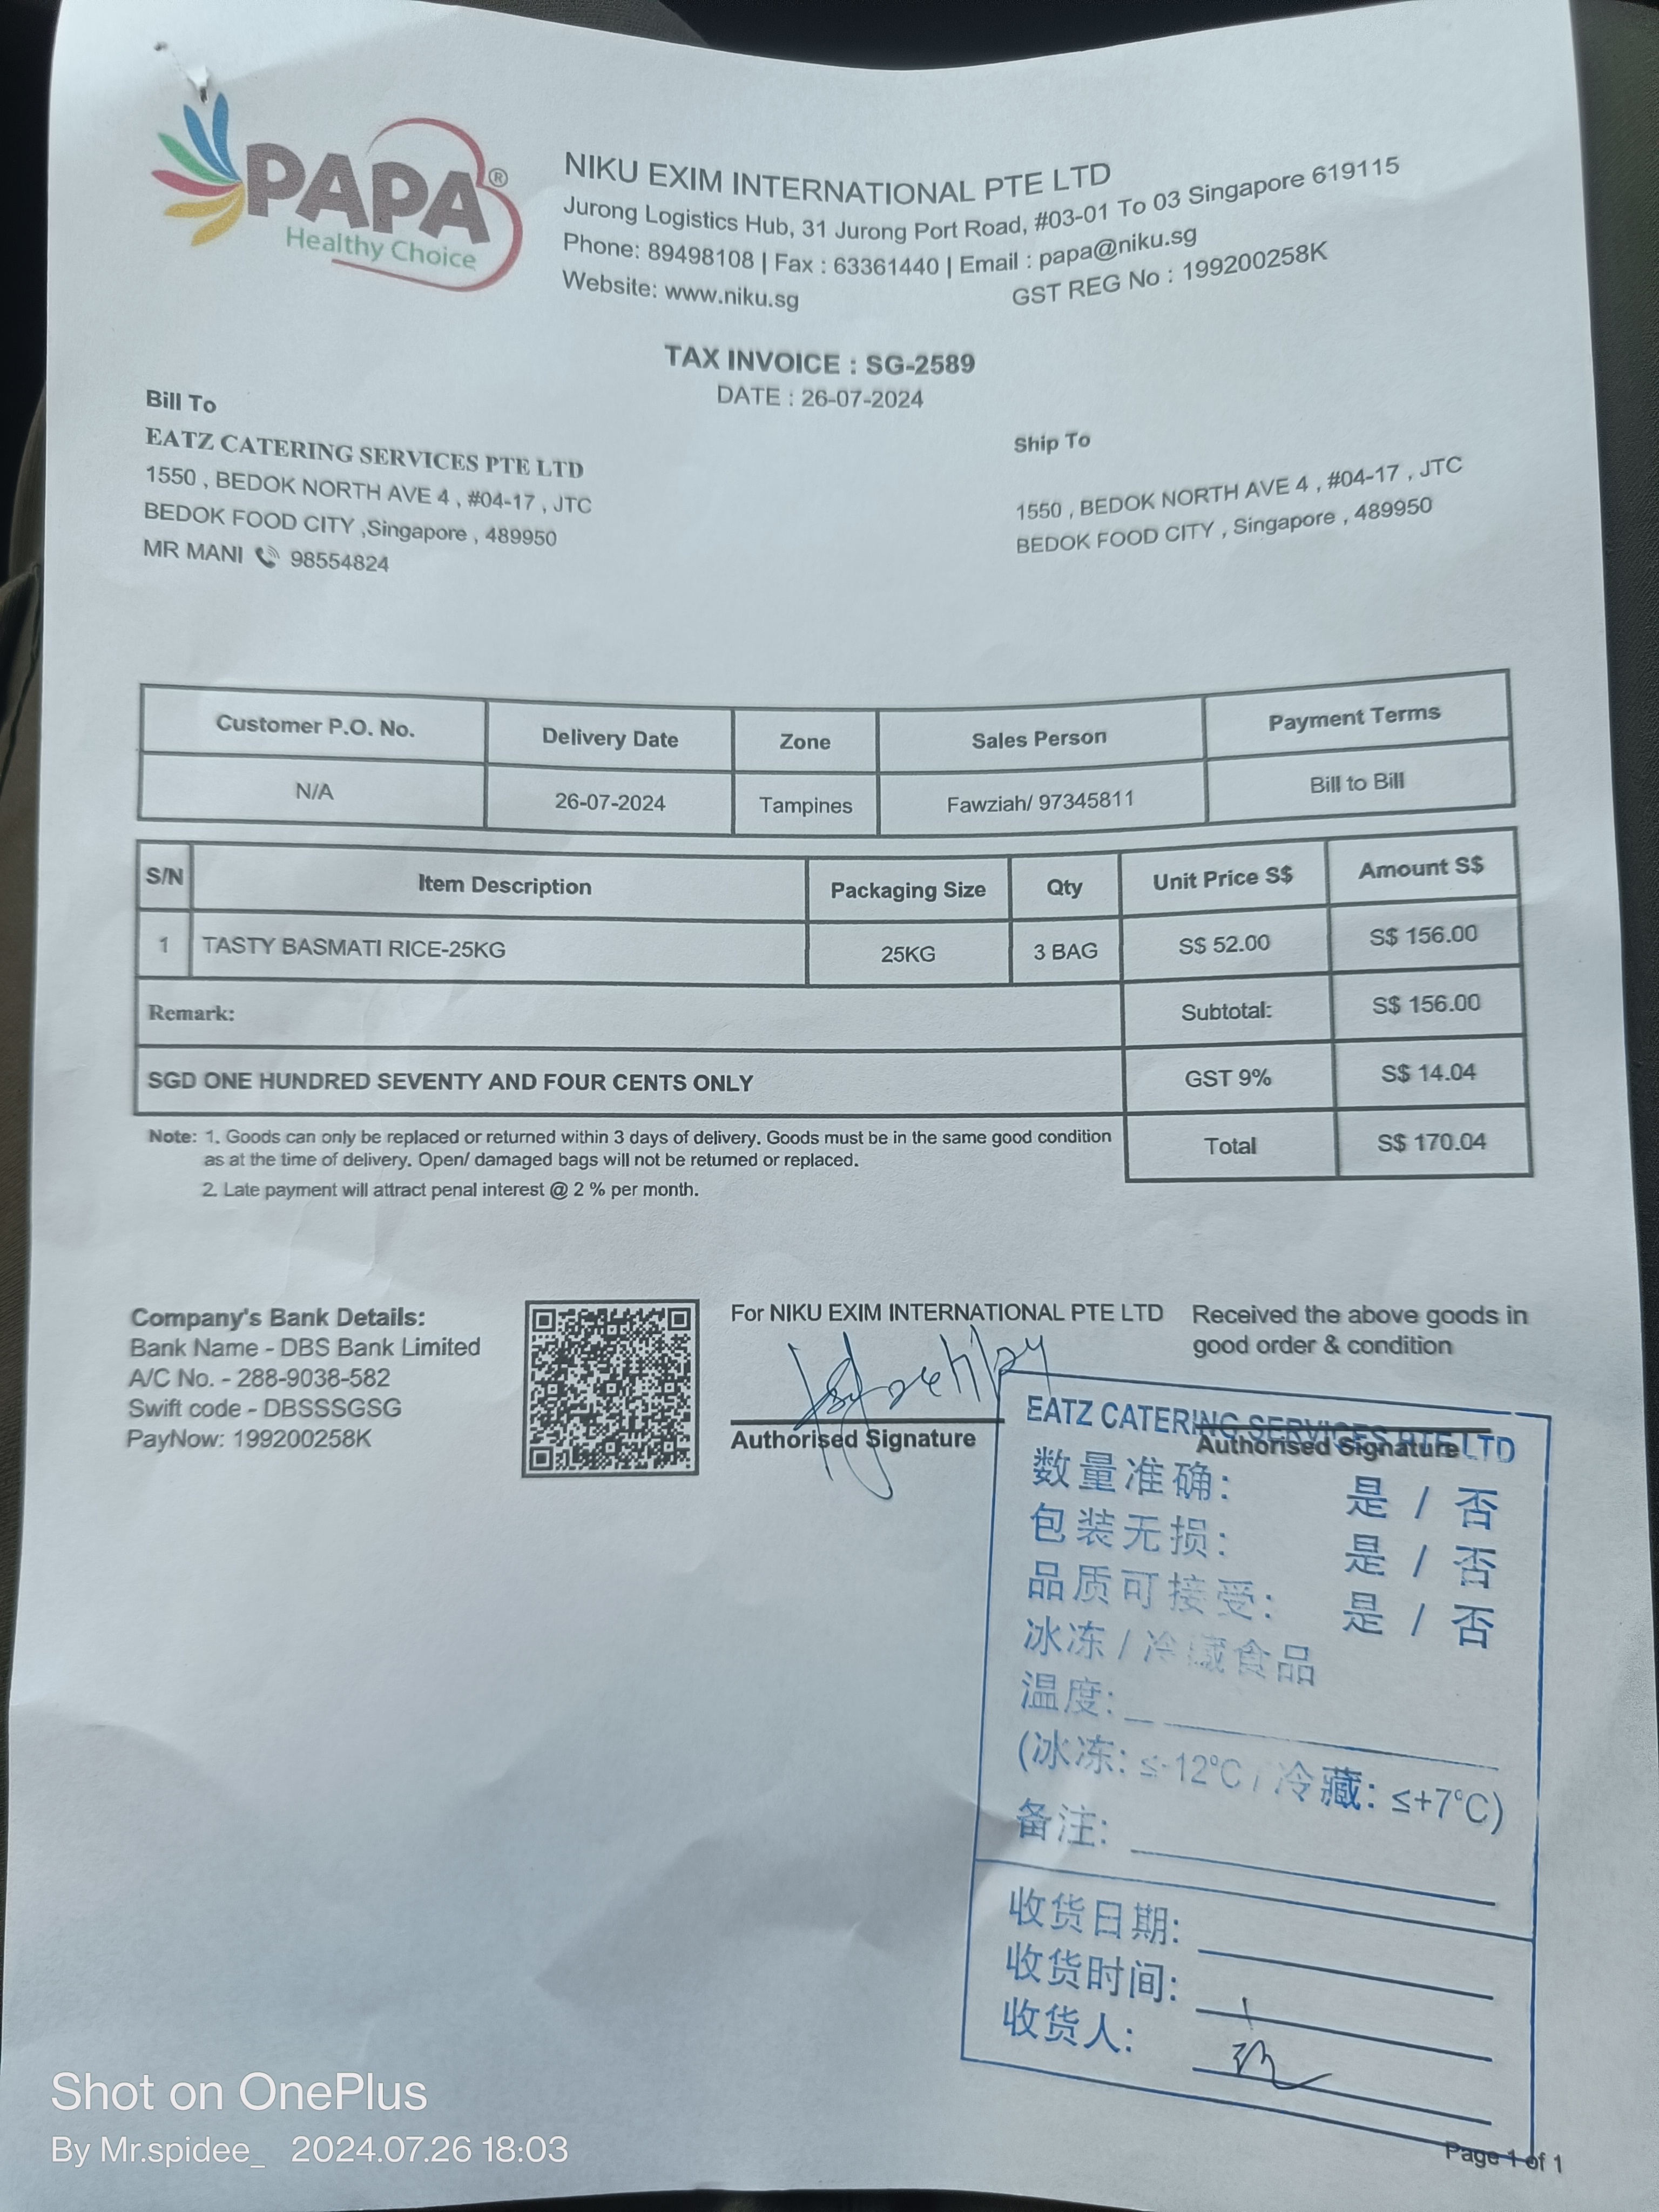 PAPA®
Healthy Choice
NIKU EXIM INTERNATIONAL PTE LTD
Jurong Logistics Hub, 31 Jurong Port Road, #03-01 To 03 Singapore 619115
Phone: 89498108 | Fax : 63361440 | Email : papa@niku.sg
Website: www.niku.sg GST REG No : 199200258K
TAX INVOICE : SG-2589
DATE : 26-07-2024
Bill To
EATZ CATERING SERVICES PTE LTD
1550 , BEDOK NORTH AVE 4 , #04-17 , JTC
BEDOK FOOD CITY ,Singapore , 489950
MR MANI 98554824
Ship To
1550 , BEDOK NORTH AVE 4 , #04-17 , JTC
BEDOK FOOD CITY , Singapore , 489950
Customer P.O. No. Delivery Date Zone Sales Person Payment Terms
N/A 26-07-2024 Tampines Fawziah/ 97345811 Bill to Bill
S/N Item Description Packaging Size Qty Unit Price S$ Amount S$
1 TASTY BASMATI RICE-25KG 25KG 3 BAG S$ 52.00 S$ 156.00
Remark: Subtotal: S$ 156.00
SGD ONE HUNDRED SEVENTY AND FOUR CENTS ONLY GST 9% S$ 14.04
Total S$ 170.04
Note: 1. Goods can only be replaced or returned within 3 days of delivery. Goods must be in the same good condition
as at the time of delivery. Open/ damaged bags will not be returned or replaced.
2. Late payment will attract penal interest @ 2 % per month.
Company's Bank Details:
Bank Name - DBS Bank Limited
A/C No. - 288-9038-582
Swift code - DBSSSGSG
PayNow: 199200258K
For NIKU EXIM INTERNATIONAL PTE LTD
Authorised Signature
Received the above goods in
good order & condition
Authorised Signature
EATZ CATERING SERVICES PTE LTD
数量准确: 是 / 否
包装无损: 是 / 否
品质可接受: 是 / 否
冰冻 / 冷藏食品
温度:
(冰冻: ≤-12°C / 冷藏: ≤+7°C)
备注:
收货日期:
收货时间:
收货人:
Page 1 of 1
Shot on OnePlus
By Mr.spidee_ 2024.07.26 18:03